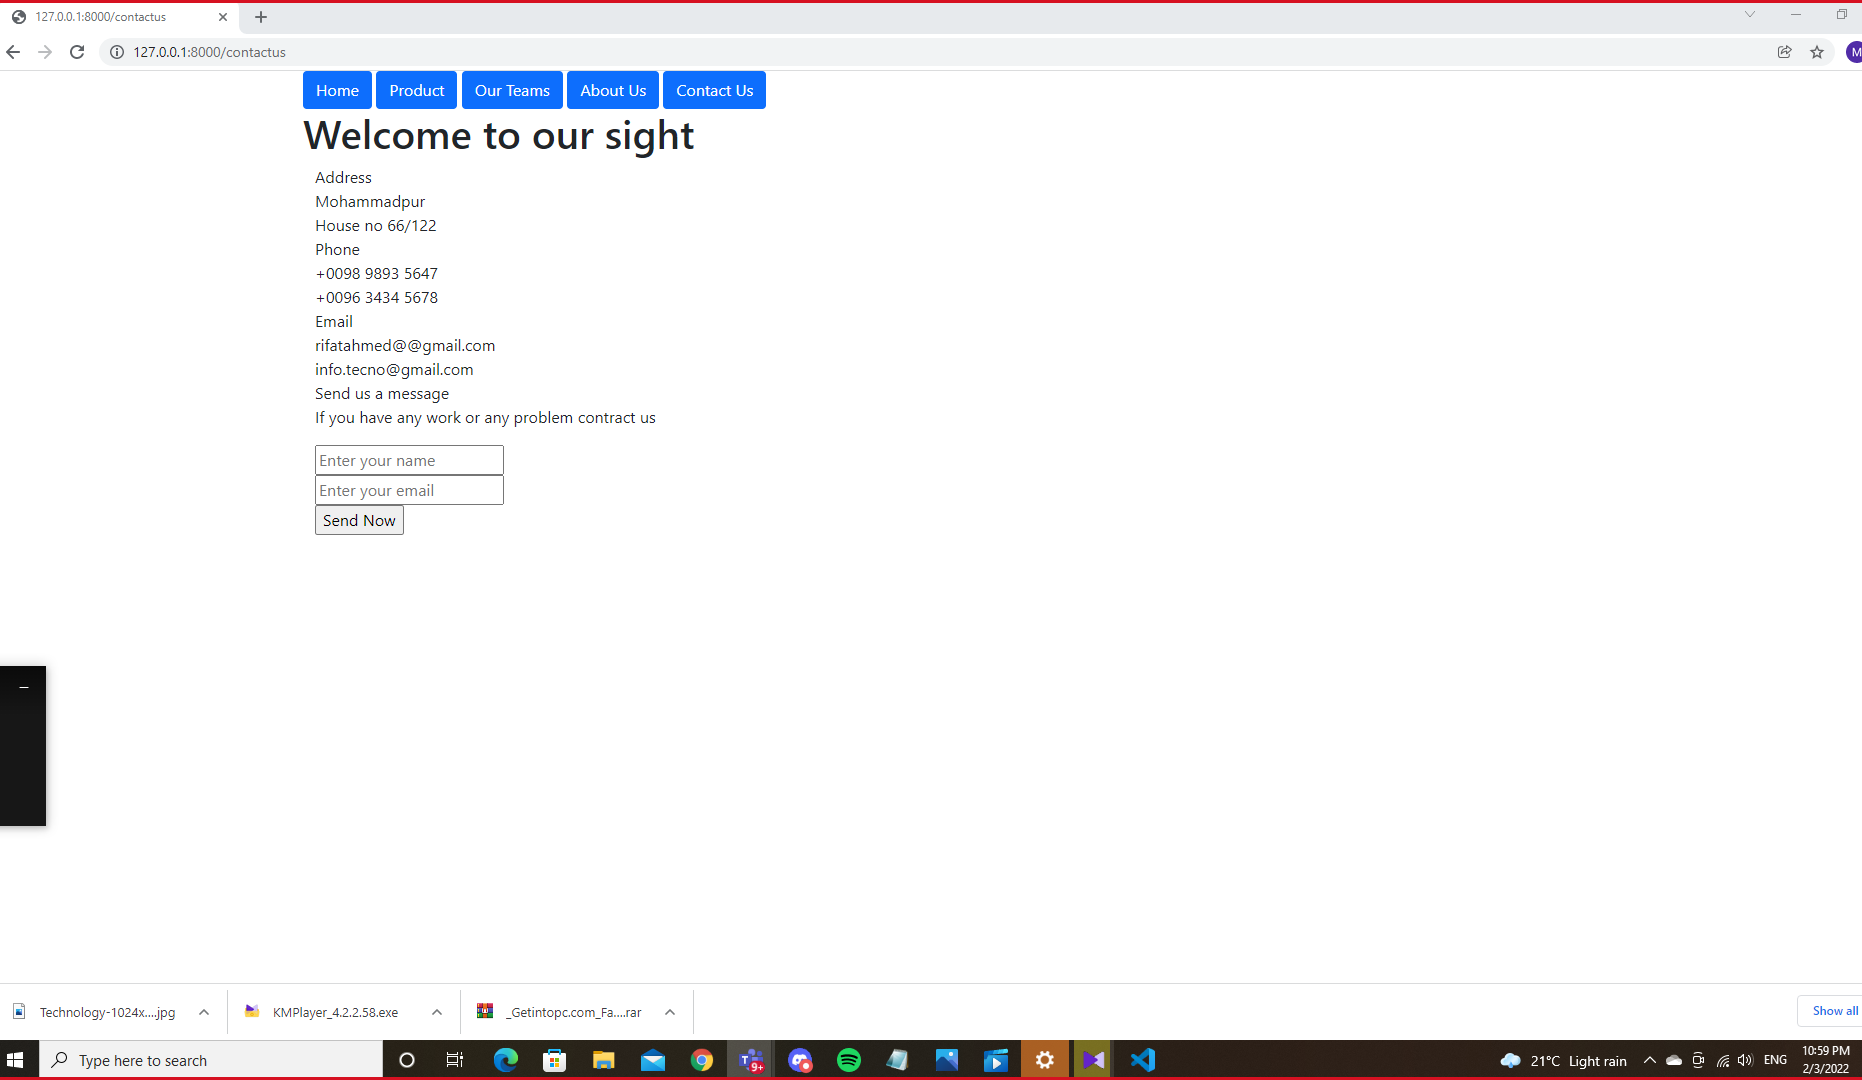 127.0.0.1:8000/contactus
127.0.0.1:8000/contactus
M
Home Product Our Teams About Us Contact Us
Welcome to our sight
Address
Mohammadpur
House no 66/122
Phone
+0098 9893 5647
+0096 3434 5678
Email
rifatahmed@@gmail.com
info.tecno@gmail.com
Send us a message
If you have any work or any problem contract us
Enter your name
Enter your email
Send Now
Technology-1024x....jpg KMPlayer_4.2.2.58.exe _Getintopc.com_Fa....rar Show all
Type here to search T 9+ 21°C Light rain ENG 10:59 PM
2/3/2022